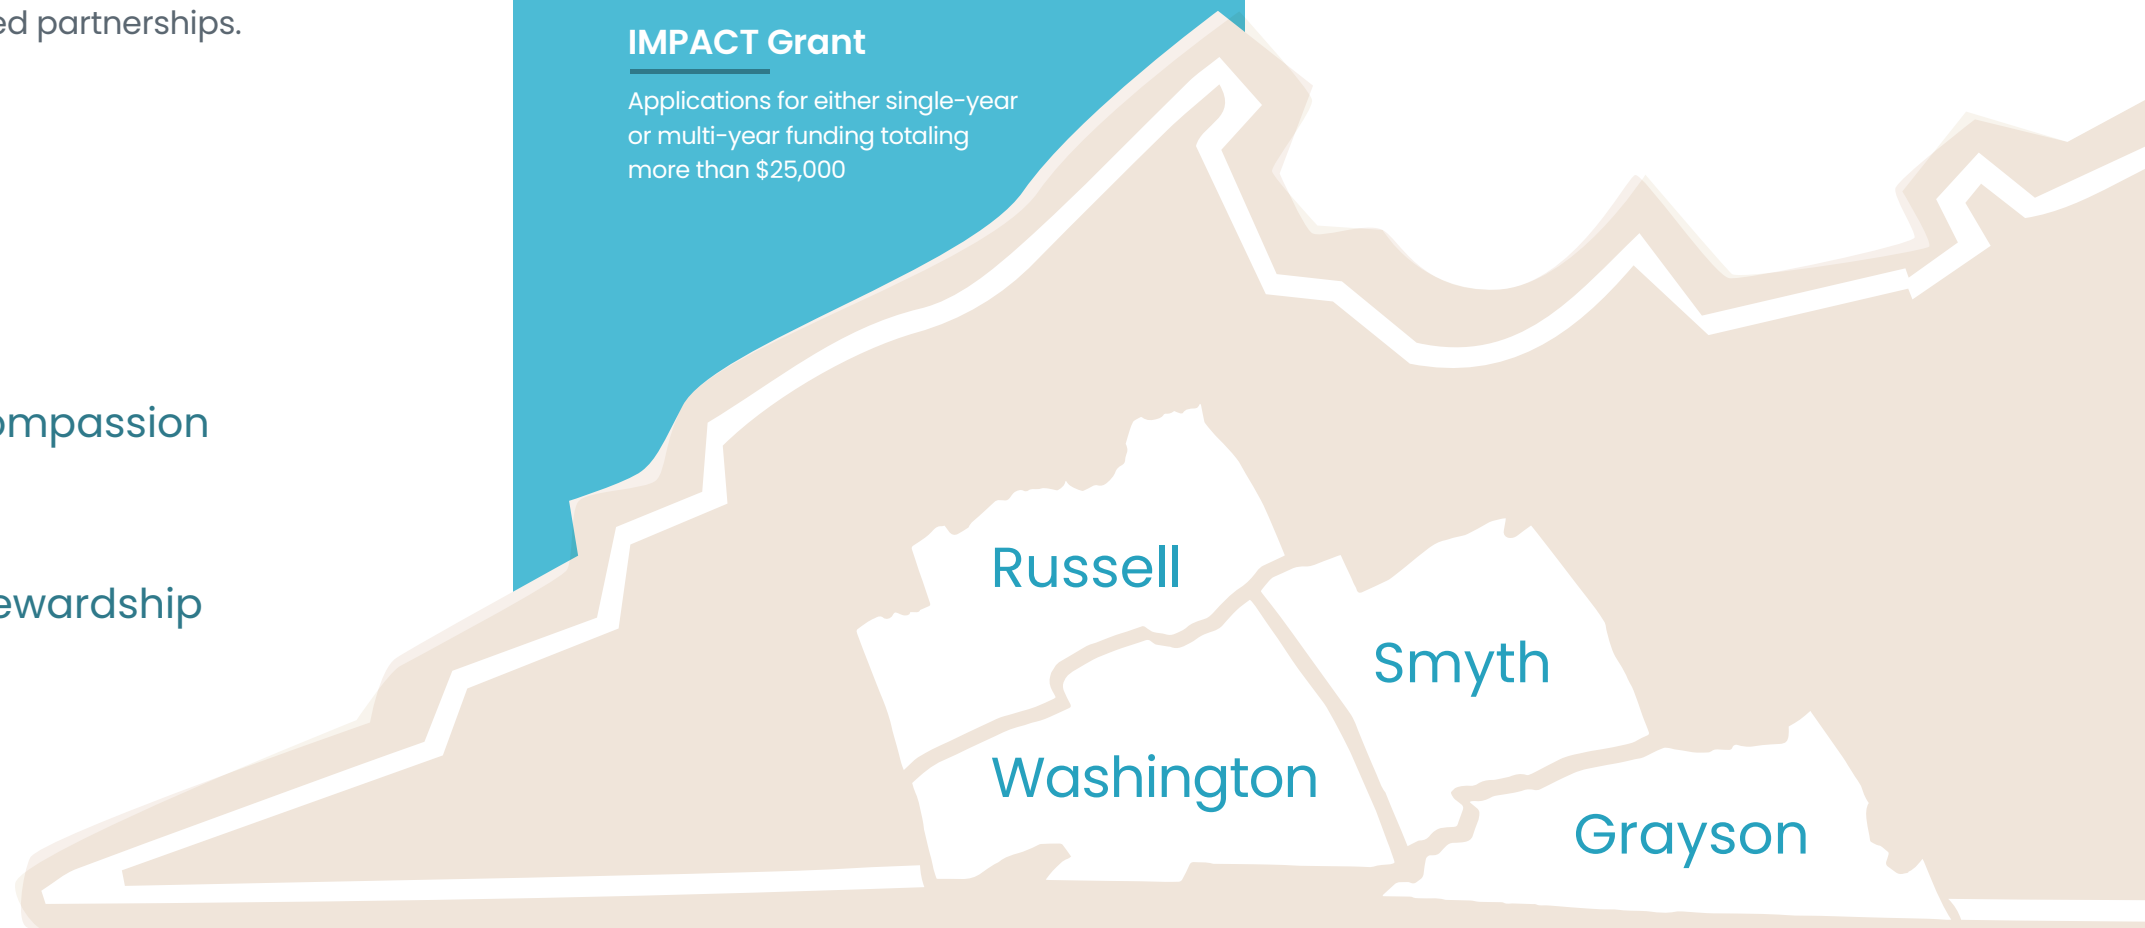 partnerships.
IMPACT Grant
Applications for either single-year
or multi-year funding totaling
more than $25,000
ompassion
ewardship
Russell
Smyth
Washington
Grayson